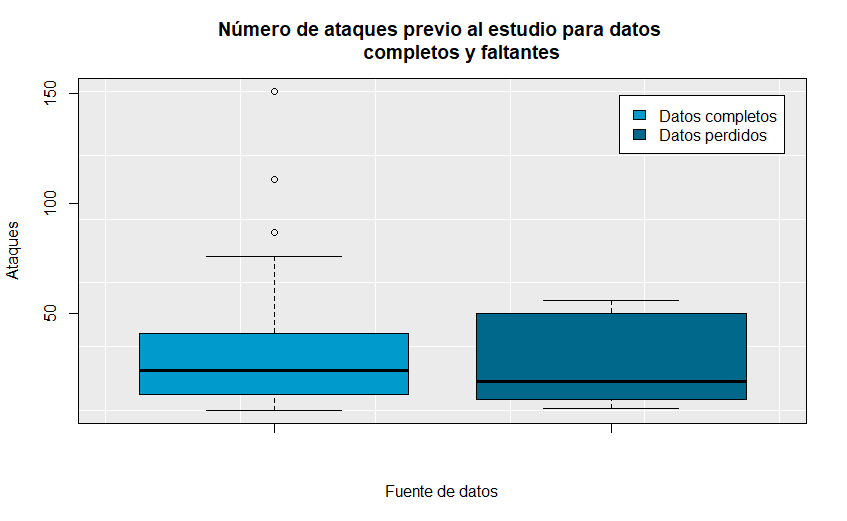 Número de ataques previo al estudio para datos
completos y faltantes
Datos completos
Datos perdidos
150
100
50
Ataques
Fuente de datos